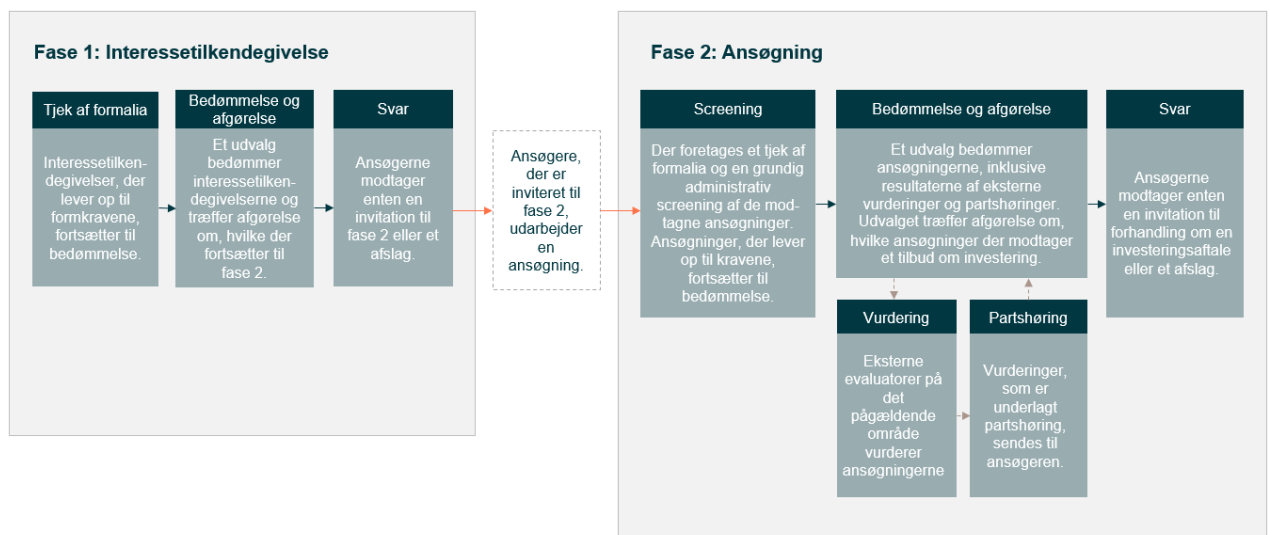 Fase 1: Interessetilkendegivelse
Tjek af formalia
Interessetilken-
degivelser, der
lever op til
formkravene,
fortsætter til
bedømmelse.
Bedømmelse og
afgørelse
Et udvalg
bedømmer
interessetilken-
degivelserne og
træffer afgørelse
om, hvilke der
fortsætter til
fase 2.
Svar
Ansøgerne
modtager
enten en
invitation til
fase 2 eller et
afslag.
Ansøgere,
der er
inviteret til
fase 2,
udarbejder
en
ansøgning.
Fase 2: Ansøgning
Screening
Der foretages et tjek af
formalia og en grundig
administrativ
screening af de mod-
tagne ansøgninger.
Ansøgninger, der lever
op til kravene,
fortsætter til
bedømmelse.
Bedømmelse og afgørelse
Et udvalg bedømmer
ansøgningerne, inklusive
resultaterne af eksterne
vurderinger og partshøringer.
Udvalget træffer afgørelse om,
hvilke ansøgninger der modtager
et tilbud om investering.
Vurdering
Eksterne
evaluatorer på
det
pågældende
område
vurderer
ansøgningerne
Partshøring
Vurderinger,
som er
underlagt
partshøring,
sendes til
ansøgeren.
Svar
Ansøgerne
modtager enten
en invitation til
forhandling om en
investeringsaftale
eller et afslag.